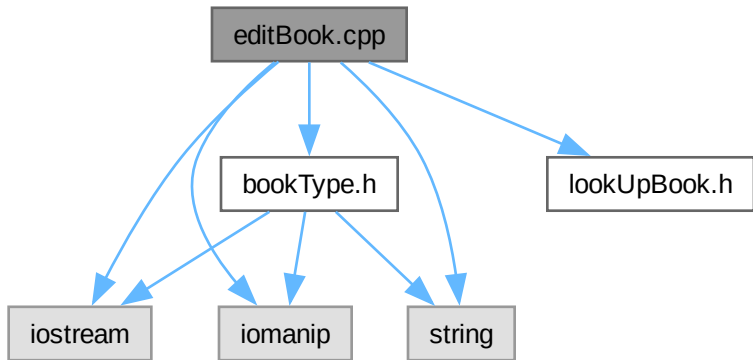 editBook.cpp
bookType.h
lookUpBook.h
iostream
iomanip
string